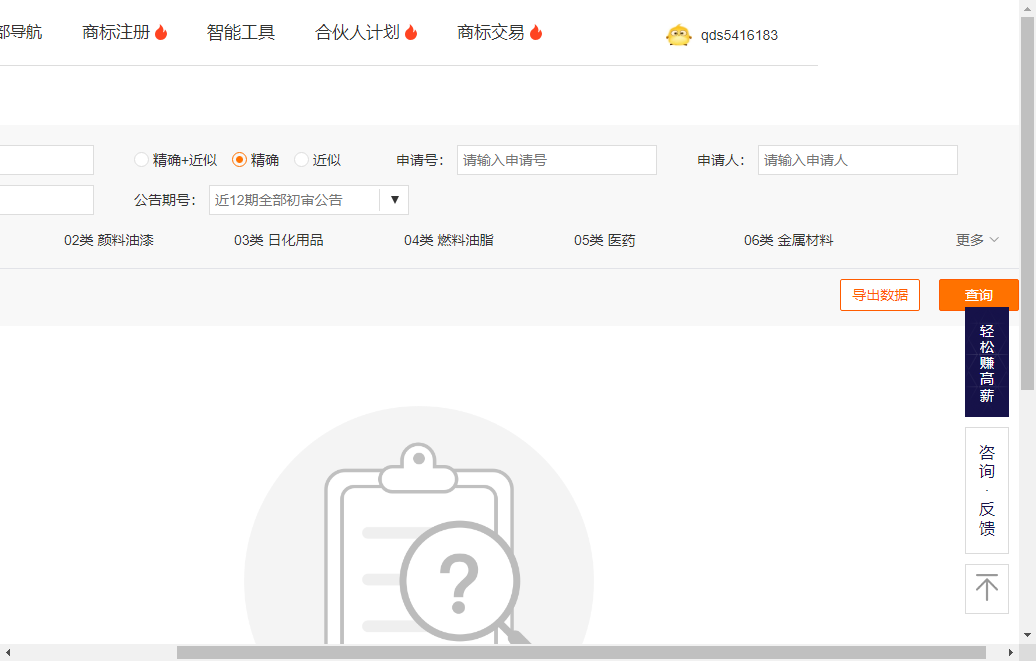 部导航 商标注册 智能工具 合伙人计划 商标交易 qds5416183
精确+近似 精确 近似 申请号： 请输入申请号 申请人： 请输入申请人
公告期号： 近12期全部初审公告 ▼
02类 颜料油漆 03类 日化用品 04类 燃料油脂 05类 医药 06类 金属材料 更多
导出数据 查询
轻松赚高薪
咨询·反馈
?